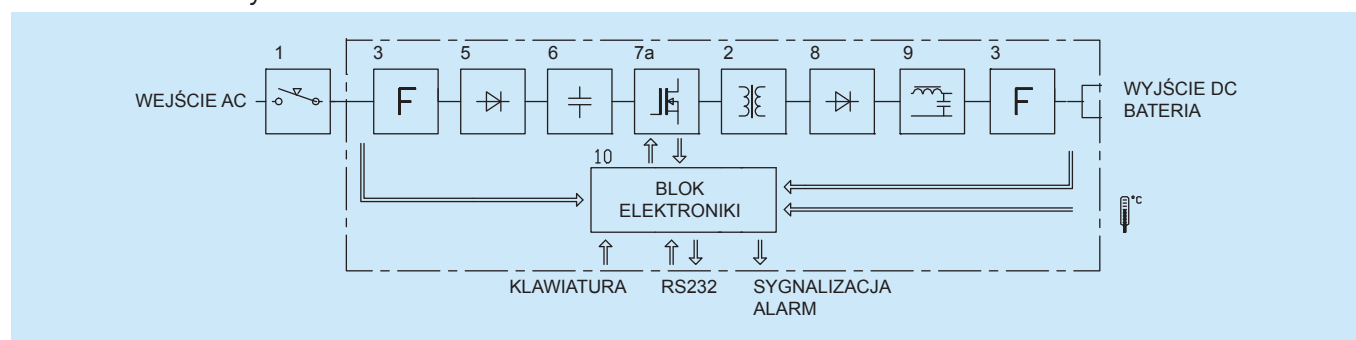 1
3
5
6
7a
2
8
9
3
WEJŚCIE AC
F
F
WYJŚCIE DC
BATERIA
10
BLOK
ELEKTRONIKI
°C
KLAWIATURA
RS232
SYGNALIZACJA
ALARM